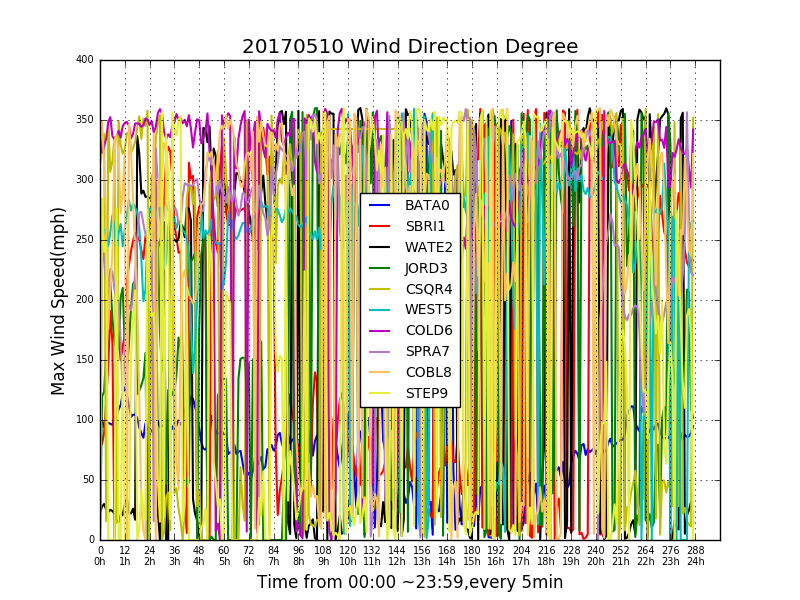 20170510 Wind Direction Degree
400
350
300
250
200
150
100
50
0
Max Wind Speed(mph)
BATA0
SBRI1
WATE2
JORD3
CSQR4
WEST5
COLD6
SPRA7
COBL8
STEP9
0 12 24 36 48 60 72 84 96 108 120 132 144 156 168 180 192 204 216 228 240 252 264 276 288
0h 1h 2h 3h 4h 5h 6h 7h 8h 9h 10h 11h 12h 13h 14h 15h 16h 17h 18h 19h 20h 21h 22h 23h 24h
Time from 00:00 ~23:59,every 5min